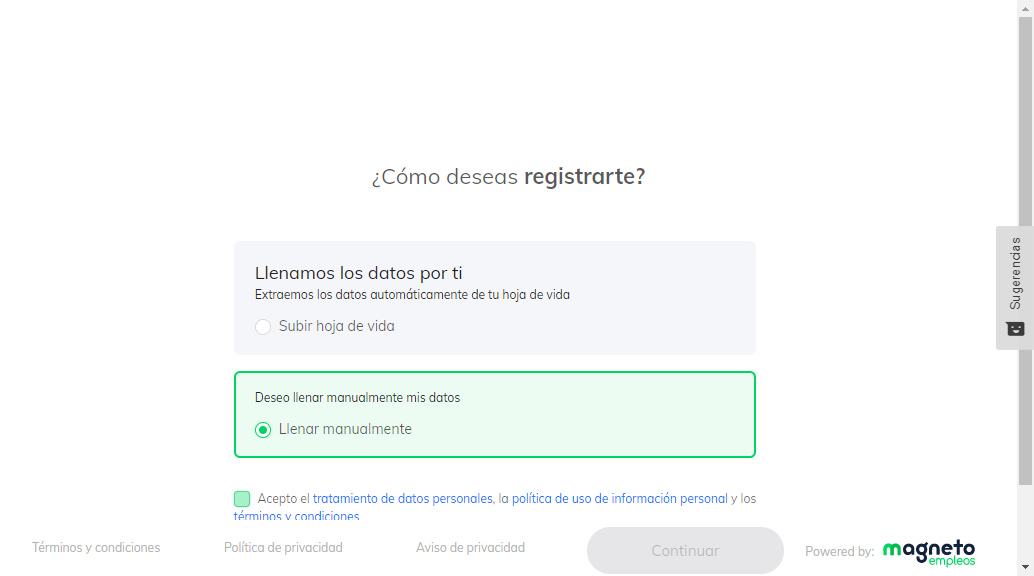 ¿Cómo deseas registrarte?
Llenamos los datos por ti
Extraemos los datos automáticamente de tu hoja de vida
Subir hoja de vida
Deseo llenar manualmente mis datos
Llenar manualmente
Acepto el tratamiento de datos personales, la política de uso de información personal y los
términos y condiciones
Términos y condiciones
Política de privacidad
Aviso de privacidad
Continuar
Powered by:
magneto
empleos
Sugerencias